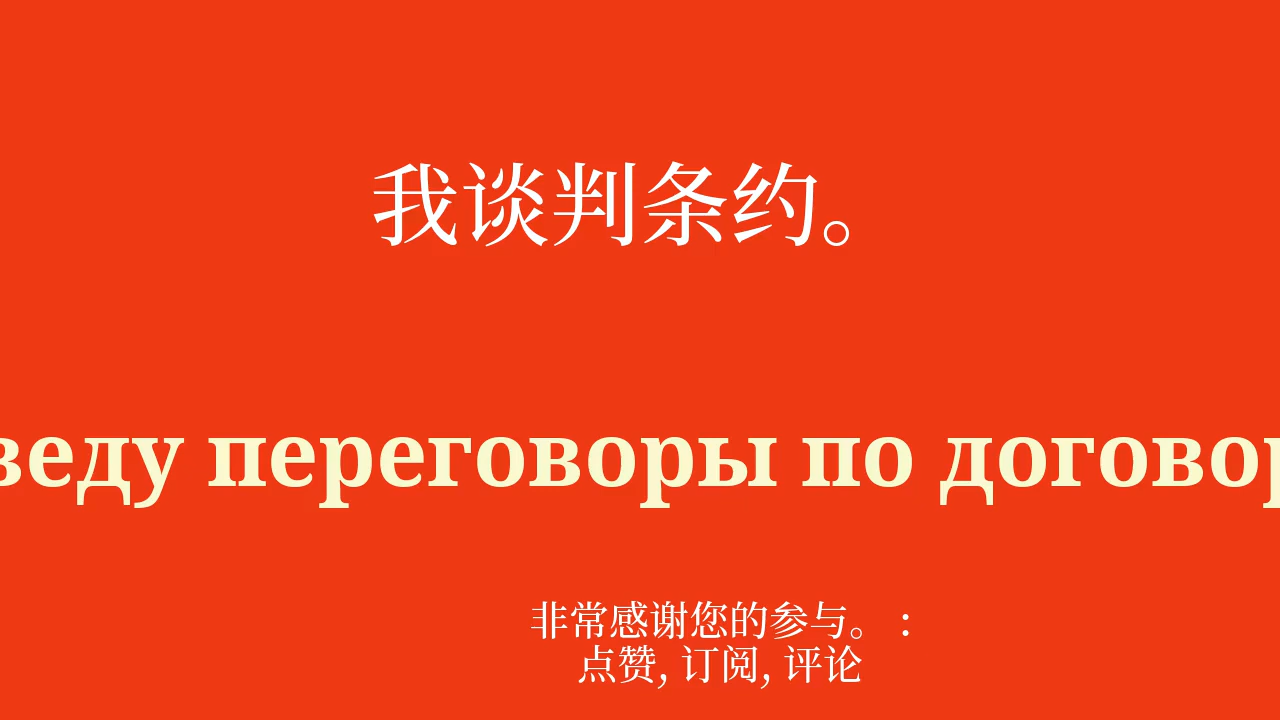 我谈判条约。
веду переговоры по договор
非常感谢您的参与。 :
点赞, 订阅, 评论